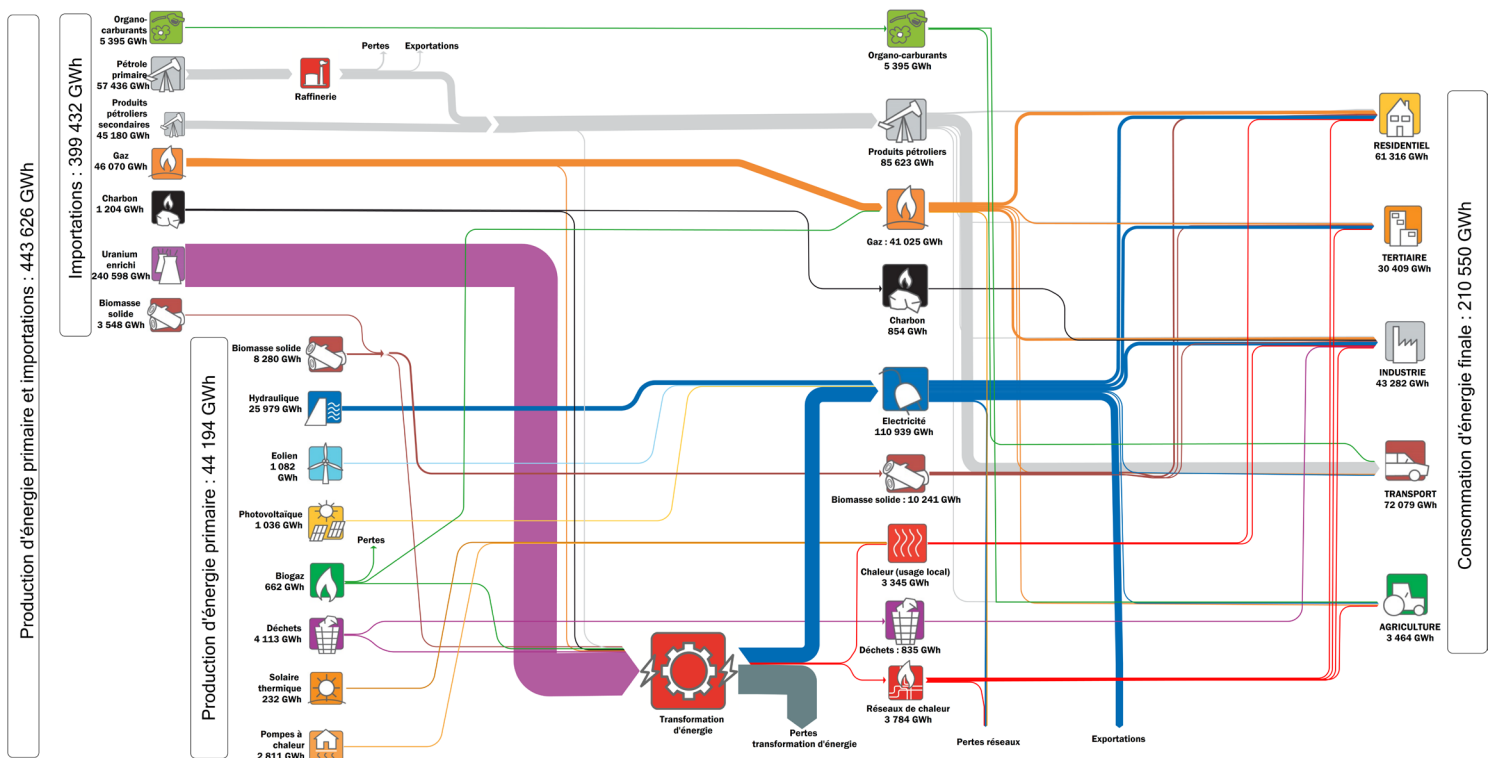 Production d'énergie primaire et importations : 443 626 GWh
Importations : 399 432 GWh
Organo-
carburants
5 395 GWh
Pétrole
primaire
57 436 GWh
Produits
pétroliers
secondaires
45 180 GWh
Gaz
46 070 GWh
Charbon
1 204 GWh
Uranium
enrichi
240 598 GWh
Biomasse
solide
3 548 GWh
Production d'énergie primaire : 44 194 GWh
Biomasse solide
8 280 GWh
Hydraulique
25 979 GWh
Eolien
1 082
GWh
Photovoltaïque
1 036 GWh
Biogaz
662 GWh
Déchets
4 113 GWh
Solaire
thermique
232 GWh
Pompes à
chaleur
2 811 GWh
Raffinerie
Pertes
Exportations
Pertes
Transformation
d'énergie
Pertes
transformation d'énergie
Organo-carburants
5 395 GWh
Produits pétroliers
85 623 GWh
Gaz : 41 025 GWh
Charbon
854 GWh
Electricité
110 939 GWh
Biomasse solide : 10 241 GWh
Chaleur (usage local)
3 345 GWh
Déchets : 835 GWh
Réseaux de chaleur
3 784 GWh
Pertes réseaux
Exportations
RESIDENTIEL
61 316 GWh
TERTIAIRE
30 409 GWh
INDUSTRIE
43 282 GWh
TRANSPORT
72 079 GWh
AGRICULTURE
3 464 GWh
Consommation d'énergie finale : 210 550 GWh